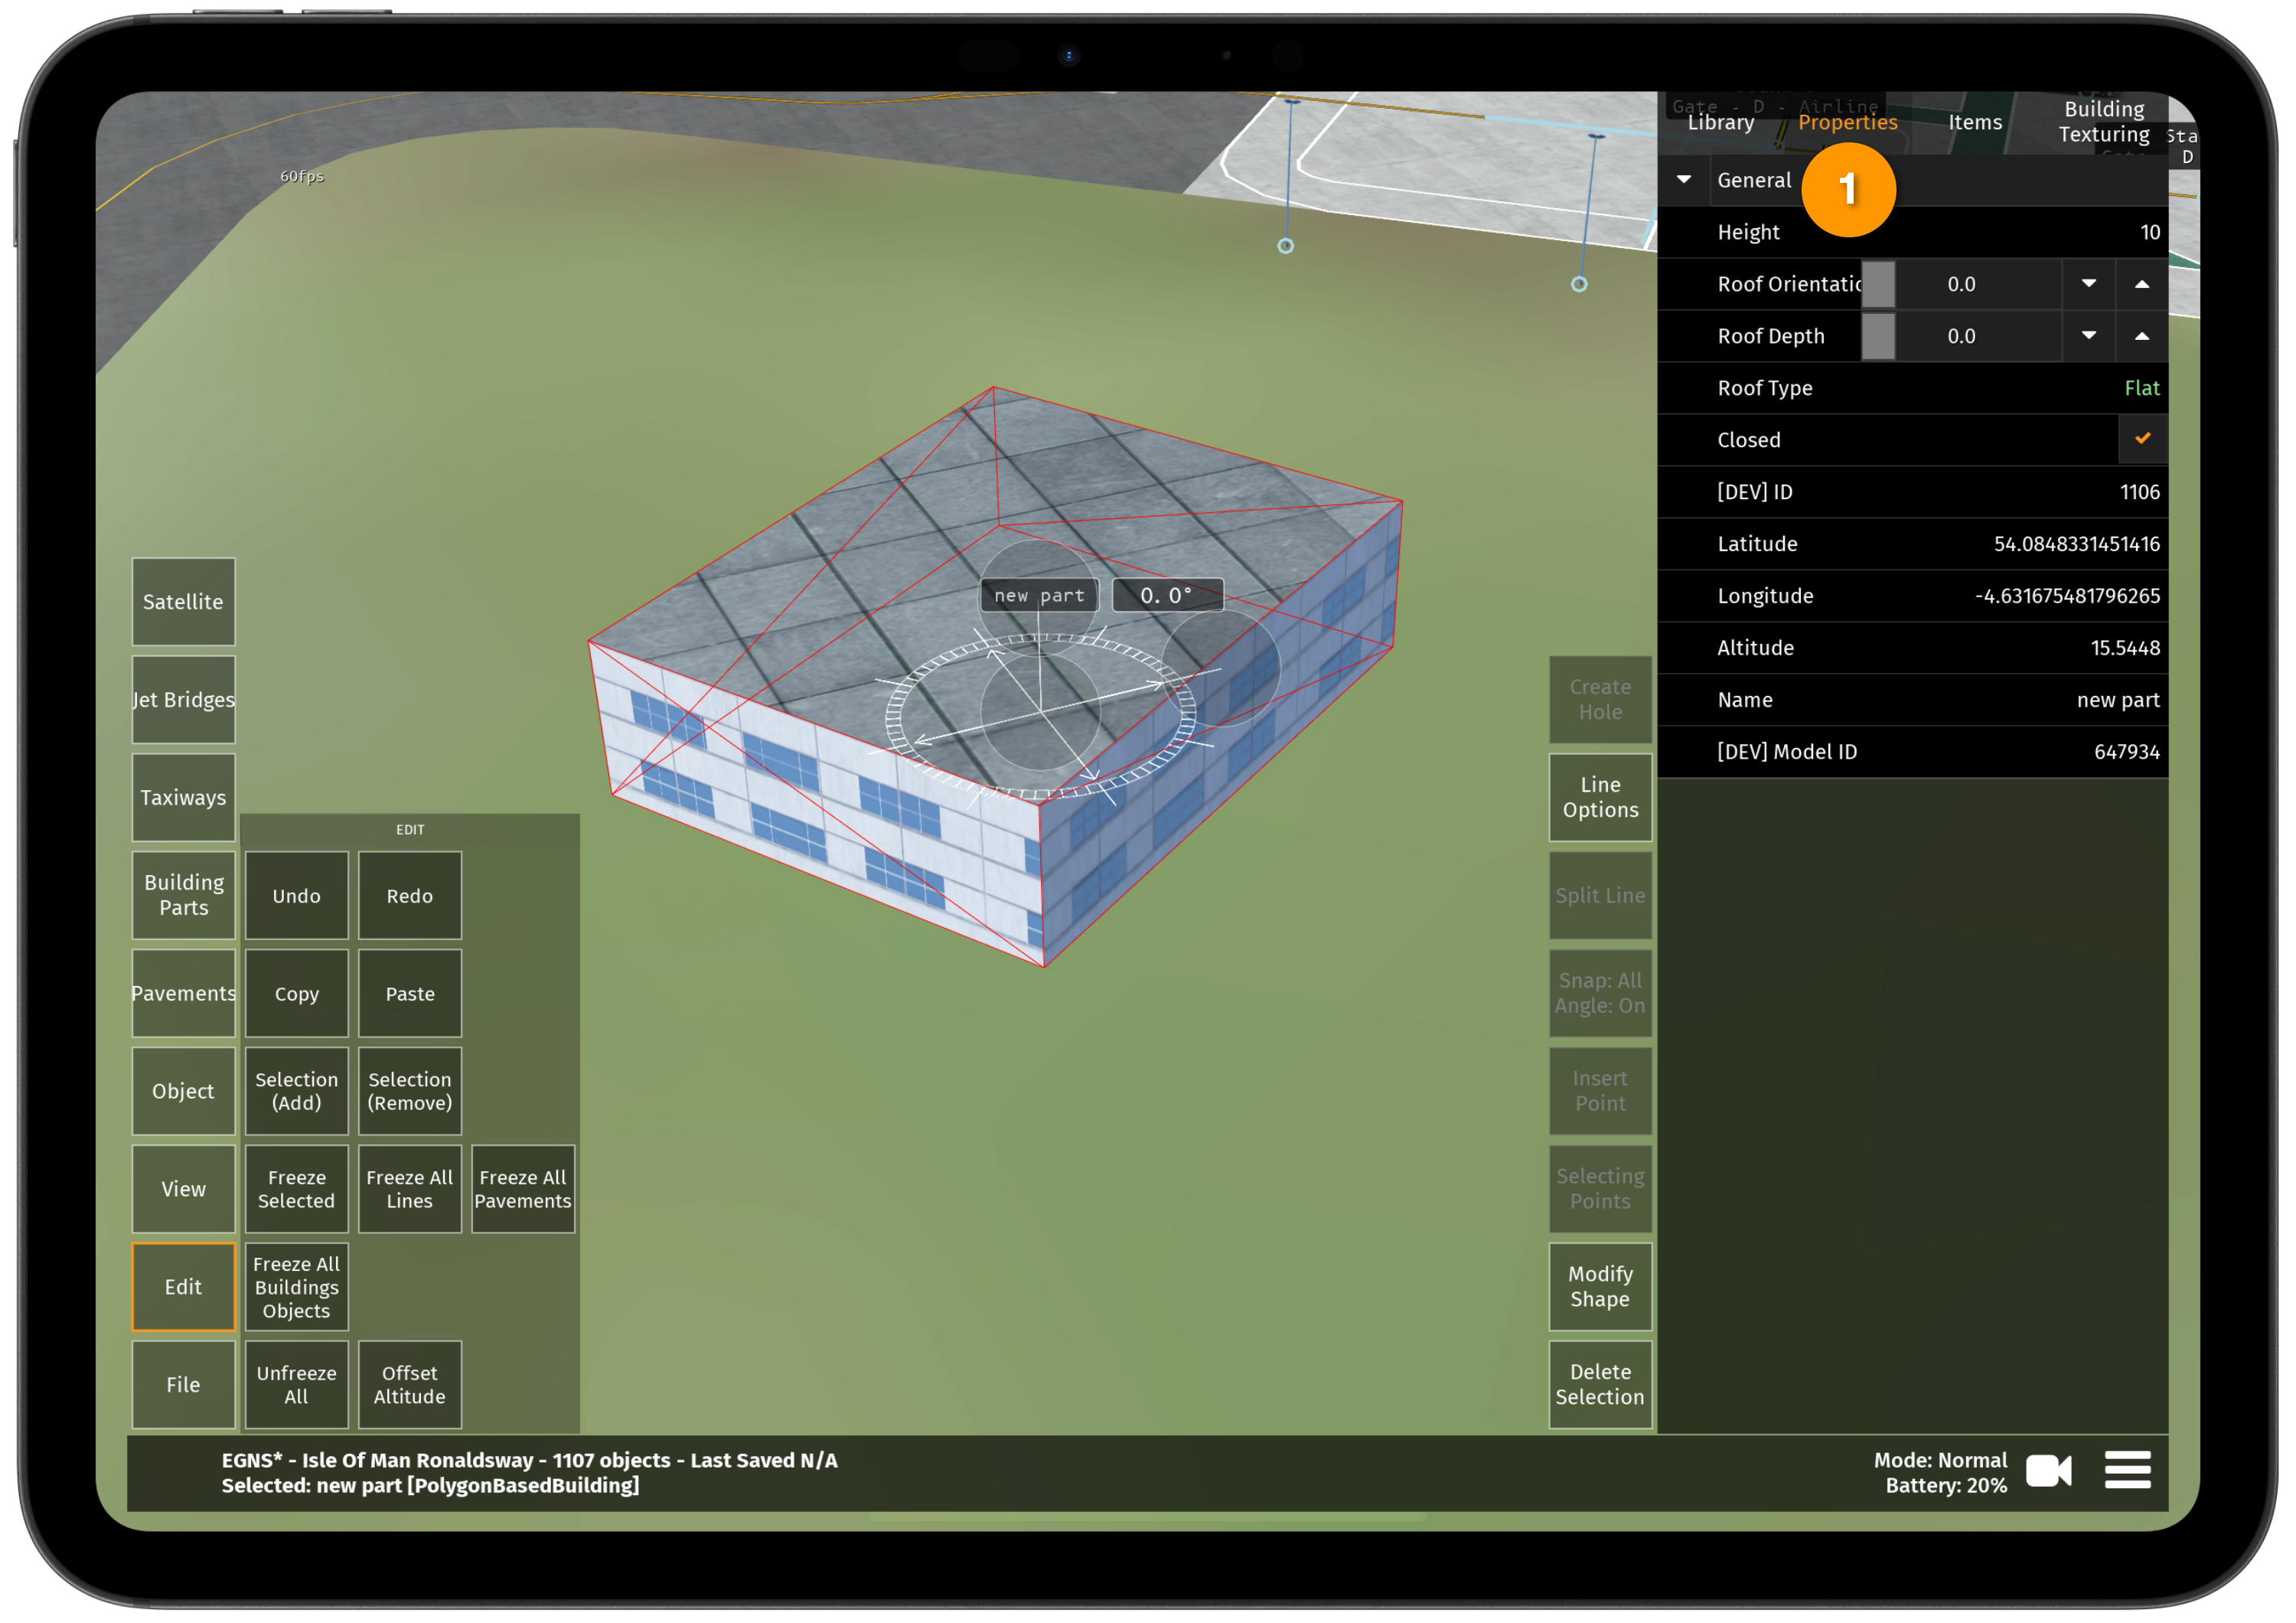 60fps
Gate - D - Airline
Library
Properties
Items
Building
Texturing
Sta
D
1
General
Height
10
Roof Orientatio
0.0
Roof Depth
0.0
Roof Type
Flat
Closed
[DEV] ID
1106
Latitude
54.0848331451416
Longitude
-4.631675481796265
Altitude
15.5448
Name
new part
[DEV] Model ID
647934
new part
0.0°
Satellite
Jet Bridges
Taxiways
Building
Parts
Pavements
Object
View
Edit
File
EDIT
Undo
Redo
Copy
Paste
Selection
(Add)
Selection
(Remove)
Freeze
Selected
Freeze All
Lines
Freeze All
Pavements
Freeze All
Buildings
Objects
Unfreeze
All
Offset
Altitude
Create
Hole
Line
Options
Split Line
Snap: All
Angle: On
Insert
Point
Selecting
Points
Modify
Shape
Delete
Selection
EGNS* - Isle Of Man Ronaldsway - 1107 objects - Last Saved N/A
Selected: new part [PolygonBasedBuilding]
Mode: Normal
Battery: 20%